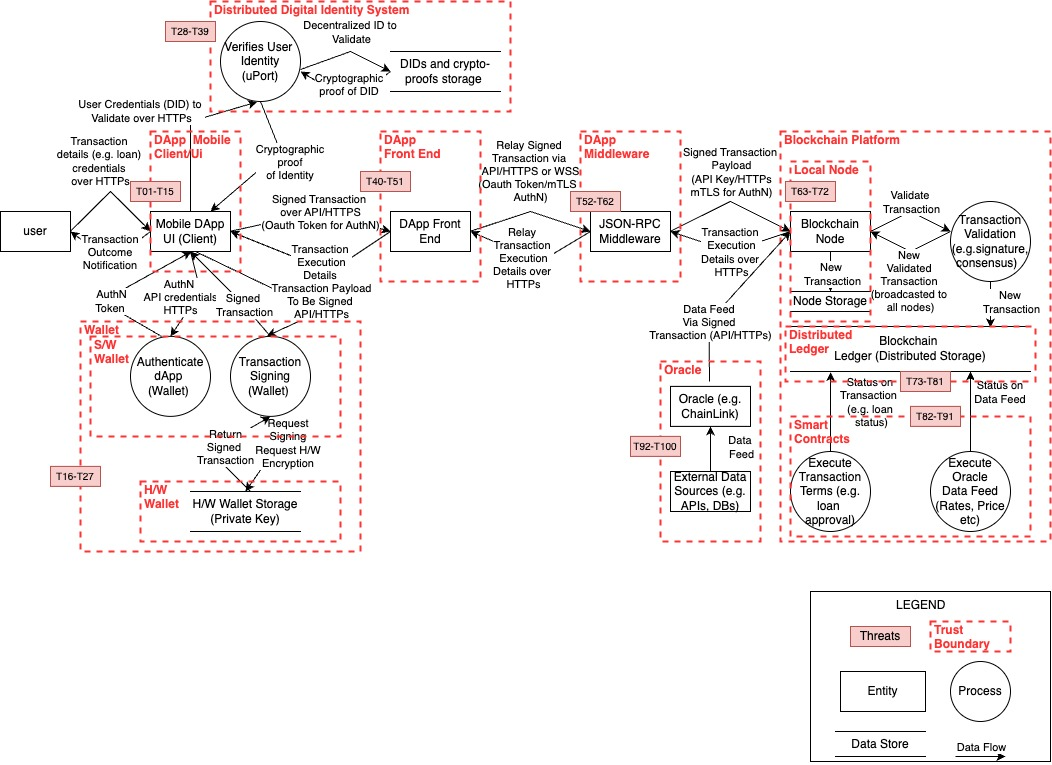 Distributed Digital Identity System
T28-T39
Verifies User
Identity
(uPort)
Decentralized ID to
Validate
Cryptographic
proof of DID
DIDs and crypto-
proofs storage
User Credentials (DID) to
Validate over HTTPs
Transaction
details (e.g. loan)
credentials
over HTTPs
DApp Mobile
Client/Ui
T01-T15
Cryptographic
proof
of Identity
user
Mobile DApp
UI (Client)
Transaction
Outcome
Notification
Signed Transaction
over API/HTTPS
(Oauth Token for AuthN)
Transaction
Execution
Details
DApp
Front End
T40-T51
DApp Front
End
Relay Signed
Transaction via
API/HTTPS or WSS
(Oauth Token/mTLS
AuthN)
Relay
Transaction
Execution
Details over
HTTPs
DApp
Middleware
T52-T62
JSON-RPC
Middleware
Signed Transaction
Payload
(API Key/HTTPs
mTLS for AuthN)
Transaction
Execution
Details over
HTTPs
Blockchain Platform
Local Node
T63-T72
Blockchain
Node
New
Transaction
Node Storage
Validate
Transaction
New
Validated
Transaction
(broadcasted to
all nodes)
Transaction
Validation
(e.g.signature,
consensus)
New
Transaction
Distributed
Ledger
Blockchain
Ledger (Distributed Storage)
T73-T81
Status on
Transaction
(e.g. loan
status)
Status on
Data Feed
T82-T91
Smart
Contracts
Execute
Transaction
Terms (e.g.
loan
approval)
Execute
Oracle
Data Feed
(Rates, Price
etc)
AuthN
Token
AuthN
API credentials
HTTPs
Signed
Transaction
Transaction Payload
To Be Signed
API/HTTPs
Wallet
S/W
Wallet
Authenticate
dApp
(Wallet)
Transaction
Signing
(Wallet)
Return
Signed
Transaction
Request
Signing
Request H/W
Encryption
T16-T27
H/W
Wallet
H/W Wallet Storage
(Private Key)
Data Feed
Via Signed
Transaction (API/HTTPs)
Oracle
Oracle (e.g.
ChainLink)
T92-T100
Data
Feed
External Data
Sources (e.g.
APIs, DBs)
LEGEND
Threats
Trust
Boundary
Entity
Process
Data Store
Data Flow